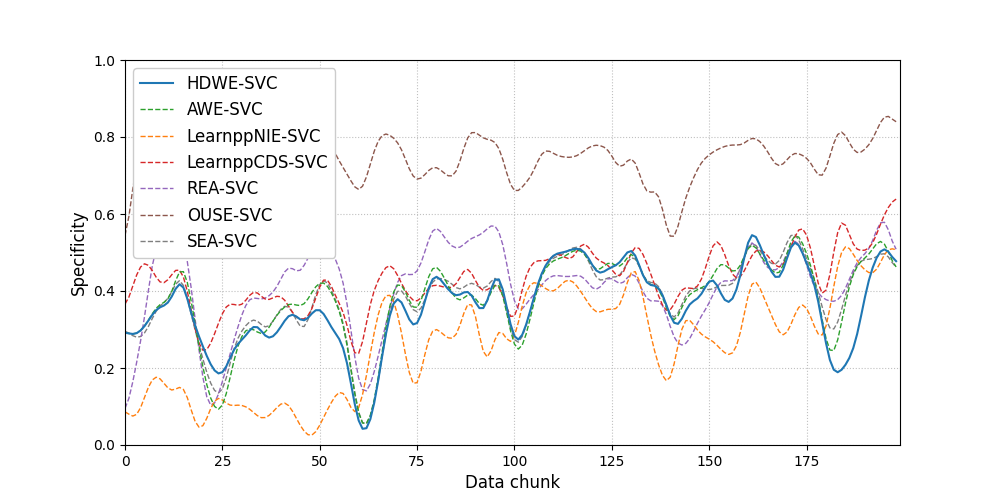 1.0
0.8
0.6
0.4
0.2
0.0
Specificity
HDWE-SVC
AWE-SVC
LearnppNIE-SVC
LearnppCDS-SVC
REA-SVC
OUSE-SVC
SEA-SVC
0 25 50 75 100 125 150 175
Data chunk